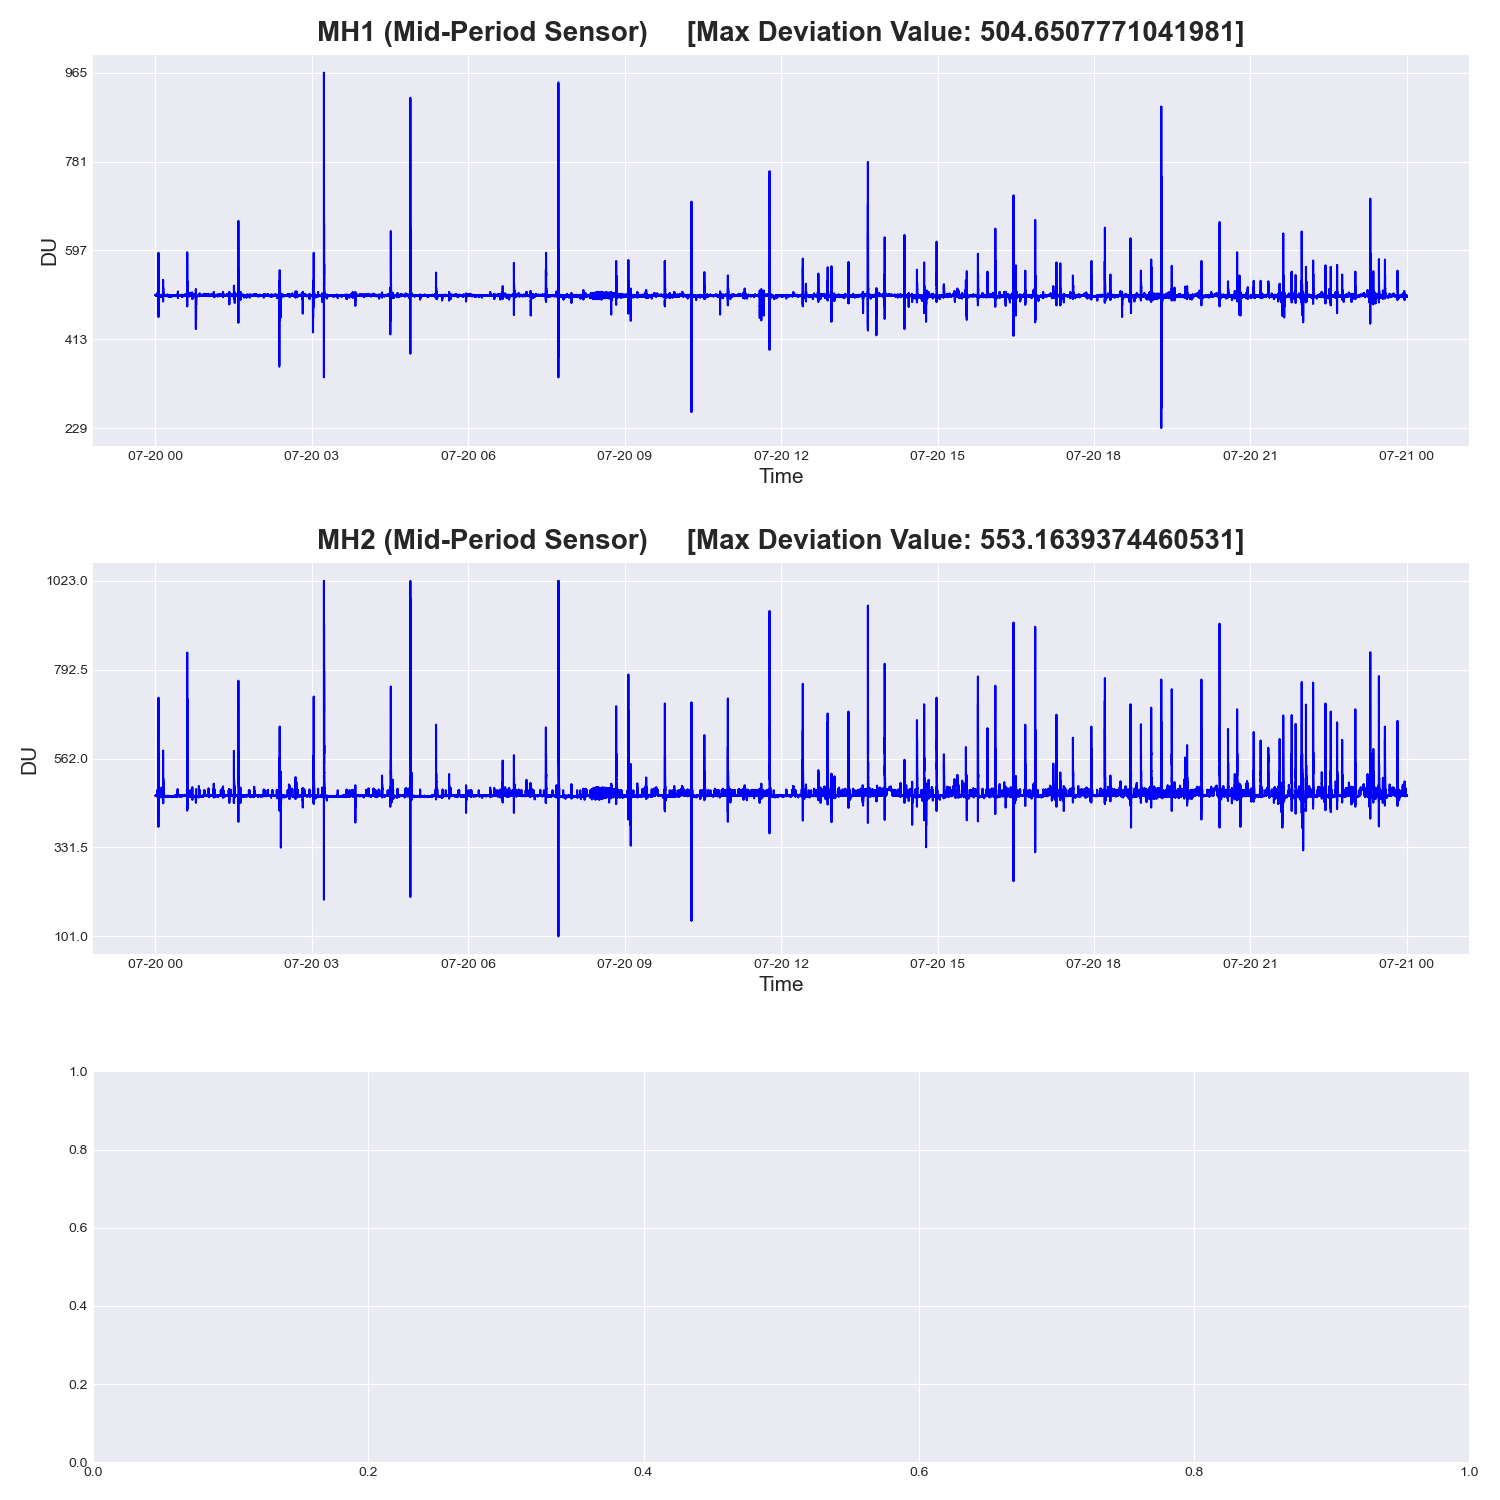 MH1 (Mid-Period Sensor) [Max Deviation Value: 504.6507771041981]
965
781
597
413
229
DU
07-20 00 07-20 03 07-20 06 07-20 09 07-20 12 07-20 15 07-20 18 07-20 21 07-21 00
Time
MH2 (Mid-Period Sensor) [Max Deviation Value: 553.1639374460531]
1023.0
792.5
562.0
331.5
101.0
DU
07-20 00 07-20 03 07-20 06 07-20 09 07-20 12 07-20 15 07-20 18 07-20 21 07-21 00
Time
1.0
0.8
0.6
0.4
0.2
0.0
0.0 0.2 0.4 0.6 0.8 1.0